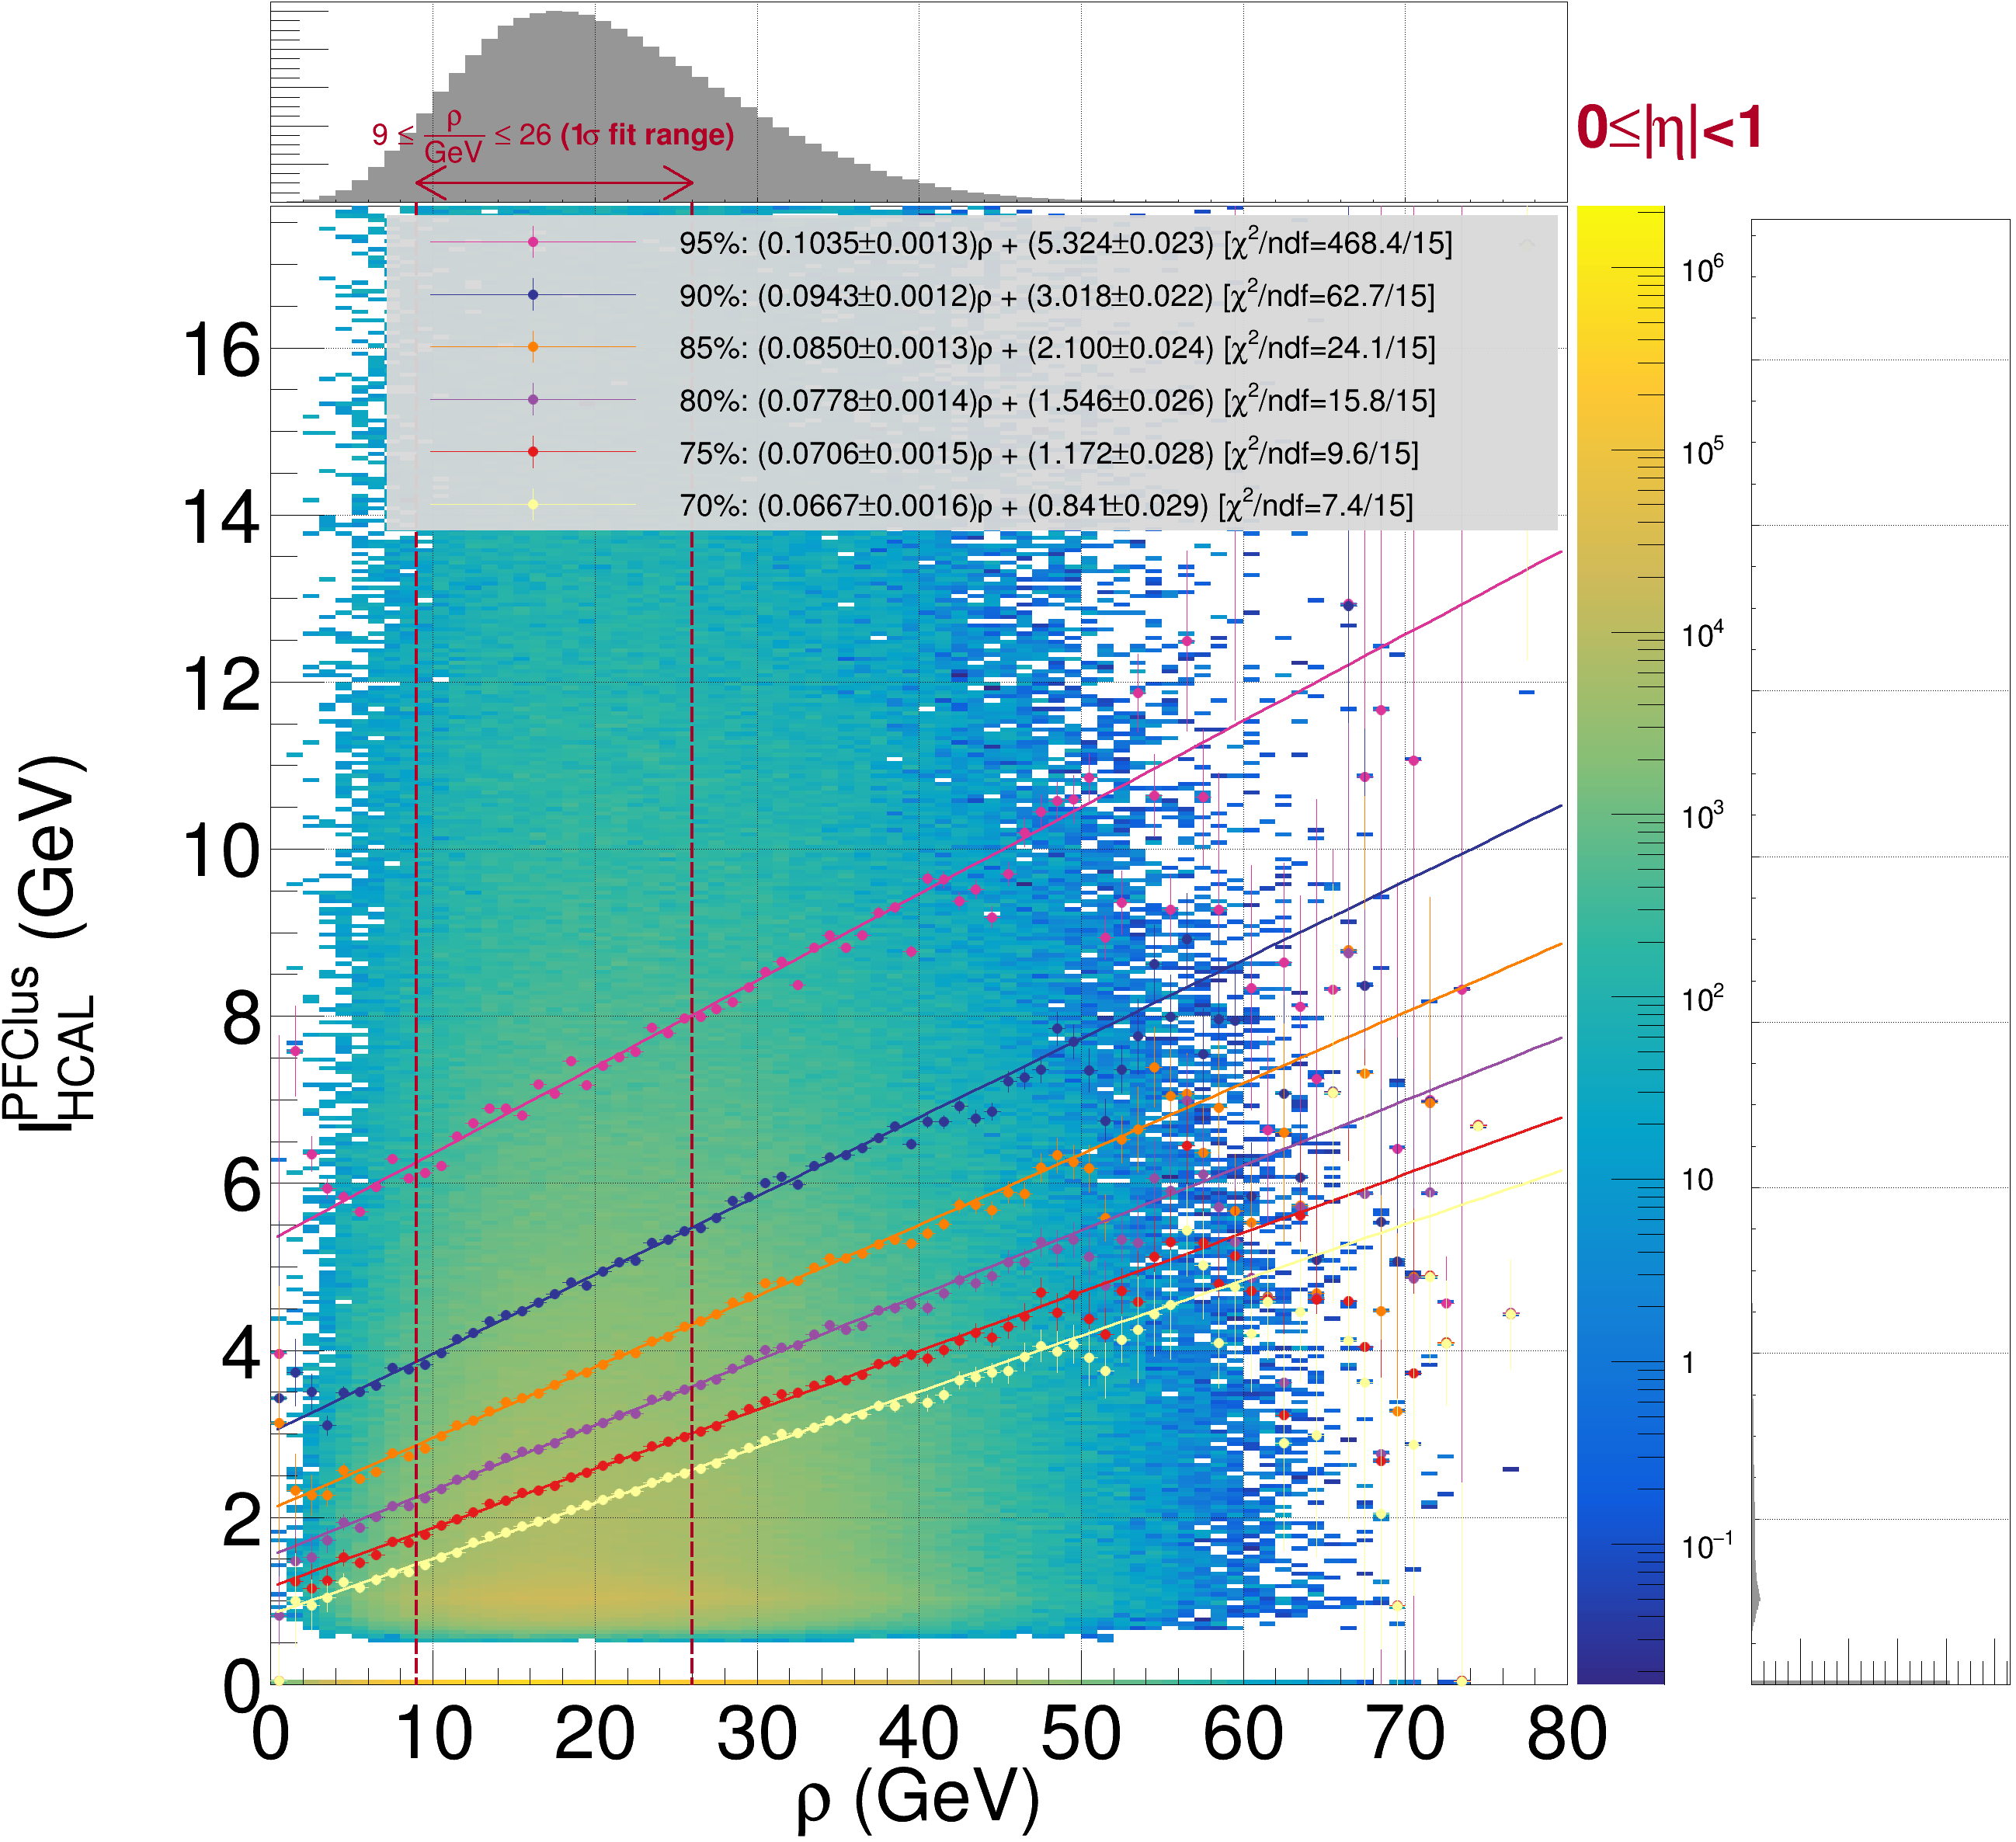 9 ≤ ρ/GeV ≤ 26 (1σ fit range)
0≤|η|<1
95%: (0.1035±0.0013)ρ + (5.324±0.023) [χ²/ndf=468.4/15]
90%: (0.0943±0.0012)ρ + (3.018±0.022) [χ²/ndf=62.7/15]
85%: (0.0850±0.0013)ρ + (2.100±0.024) [χ²/ndf=24.1/15]
80%: (0.0778±0.0014)ρ + (1.546±0.026) [χ²/ndf=15.8/15]
75%: (0.0706±0.0015)ρ + (1.172±0.028) [χ²/ndf=9.6/15]
70%: (0.0667±0.0016)ρ + (0.841±0.029) [χ²/ndf=7.4/15]
16
14
12
10
8
6
4
2
0
I_HCAL^PFClus (GeV)
0 10 20 30 40 50 60 70 80
ρ (GeV)
10⁶
10⁵
10⁴
10³
10²
10
1
10⁻¹